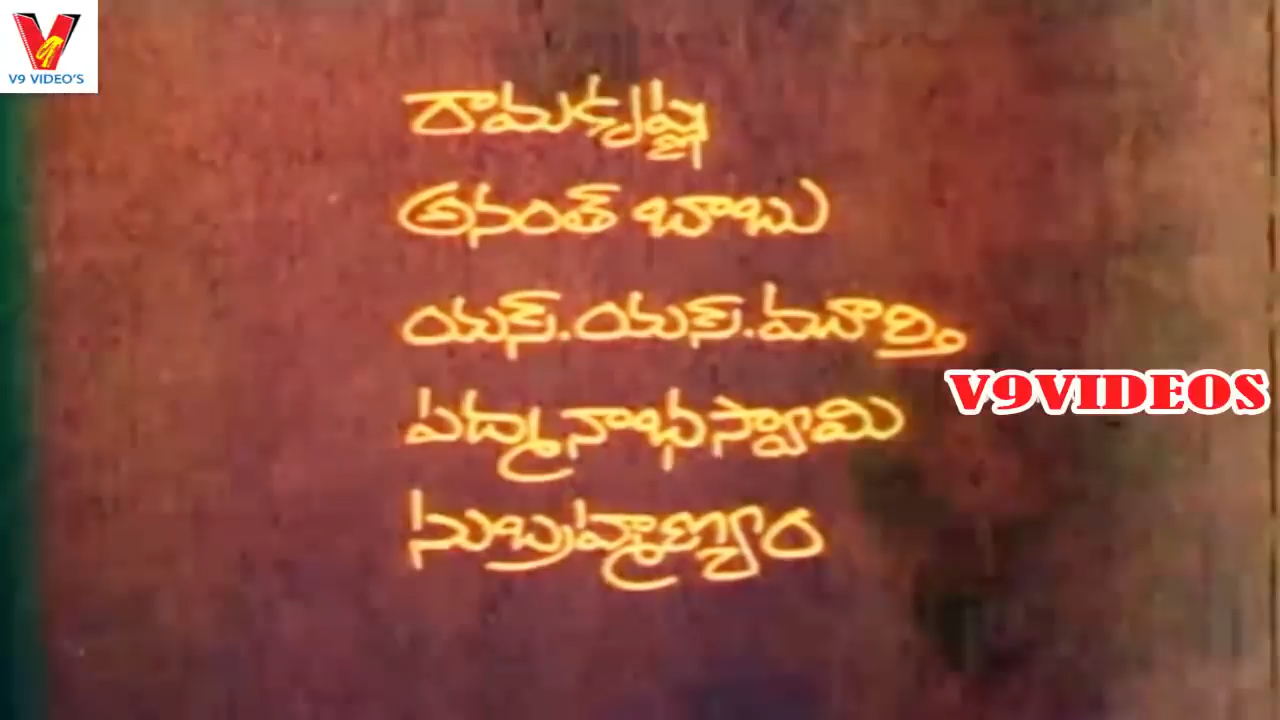 V9 VIDEO'S
రామకృష్ణ
అనంత్ బాబు
యస్.యస్.మూర్తి
పద్మనాభస్వామి
సుబ్రహ్మణ్యం
V9VIDEOS